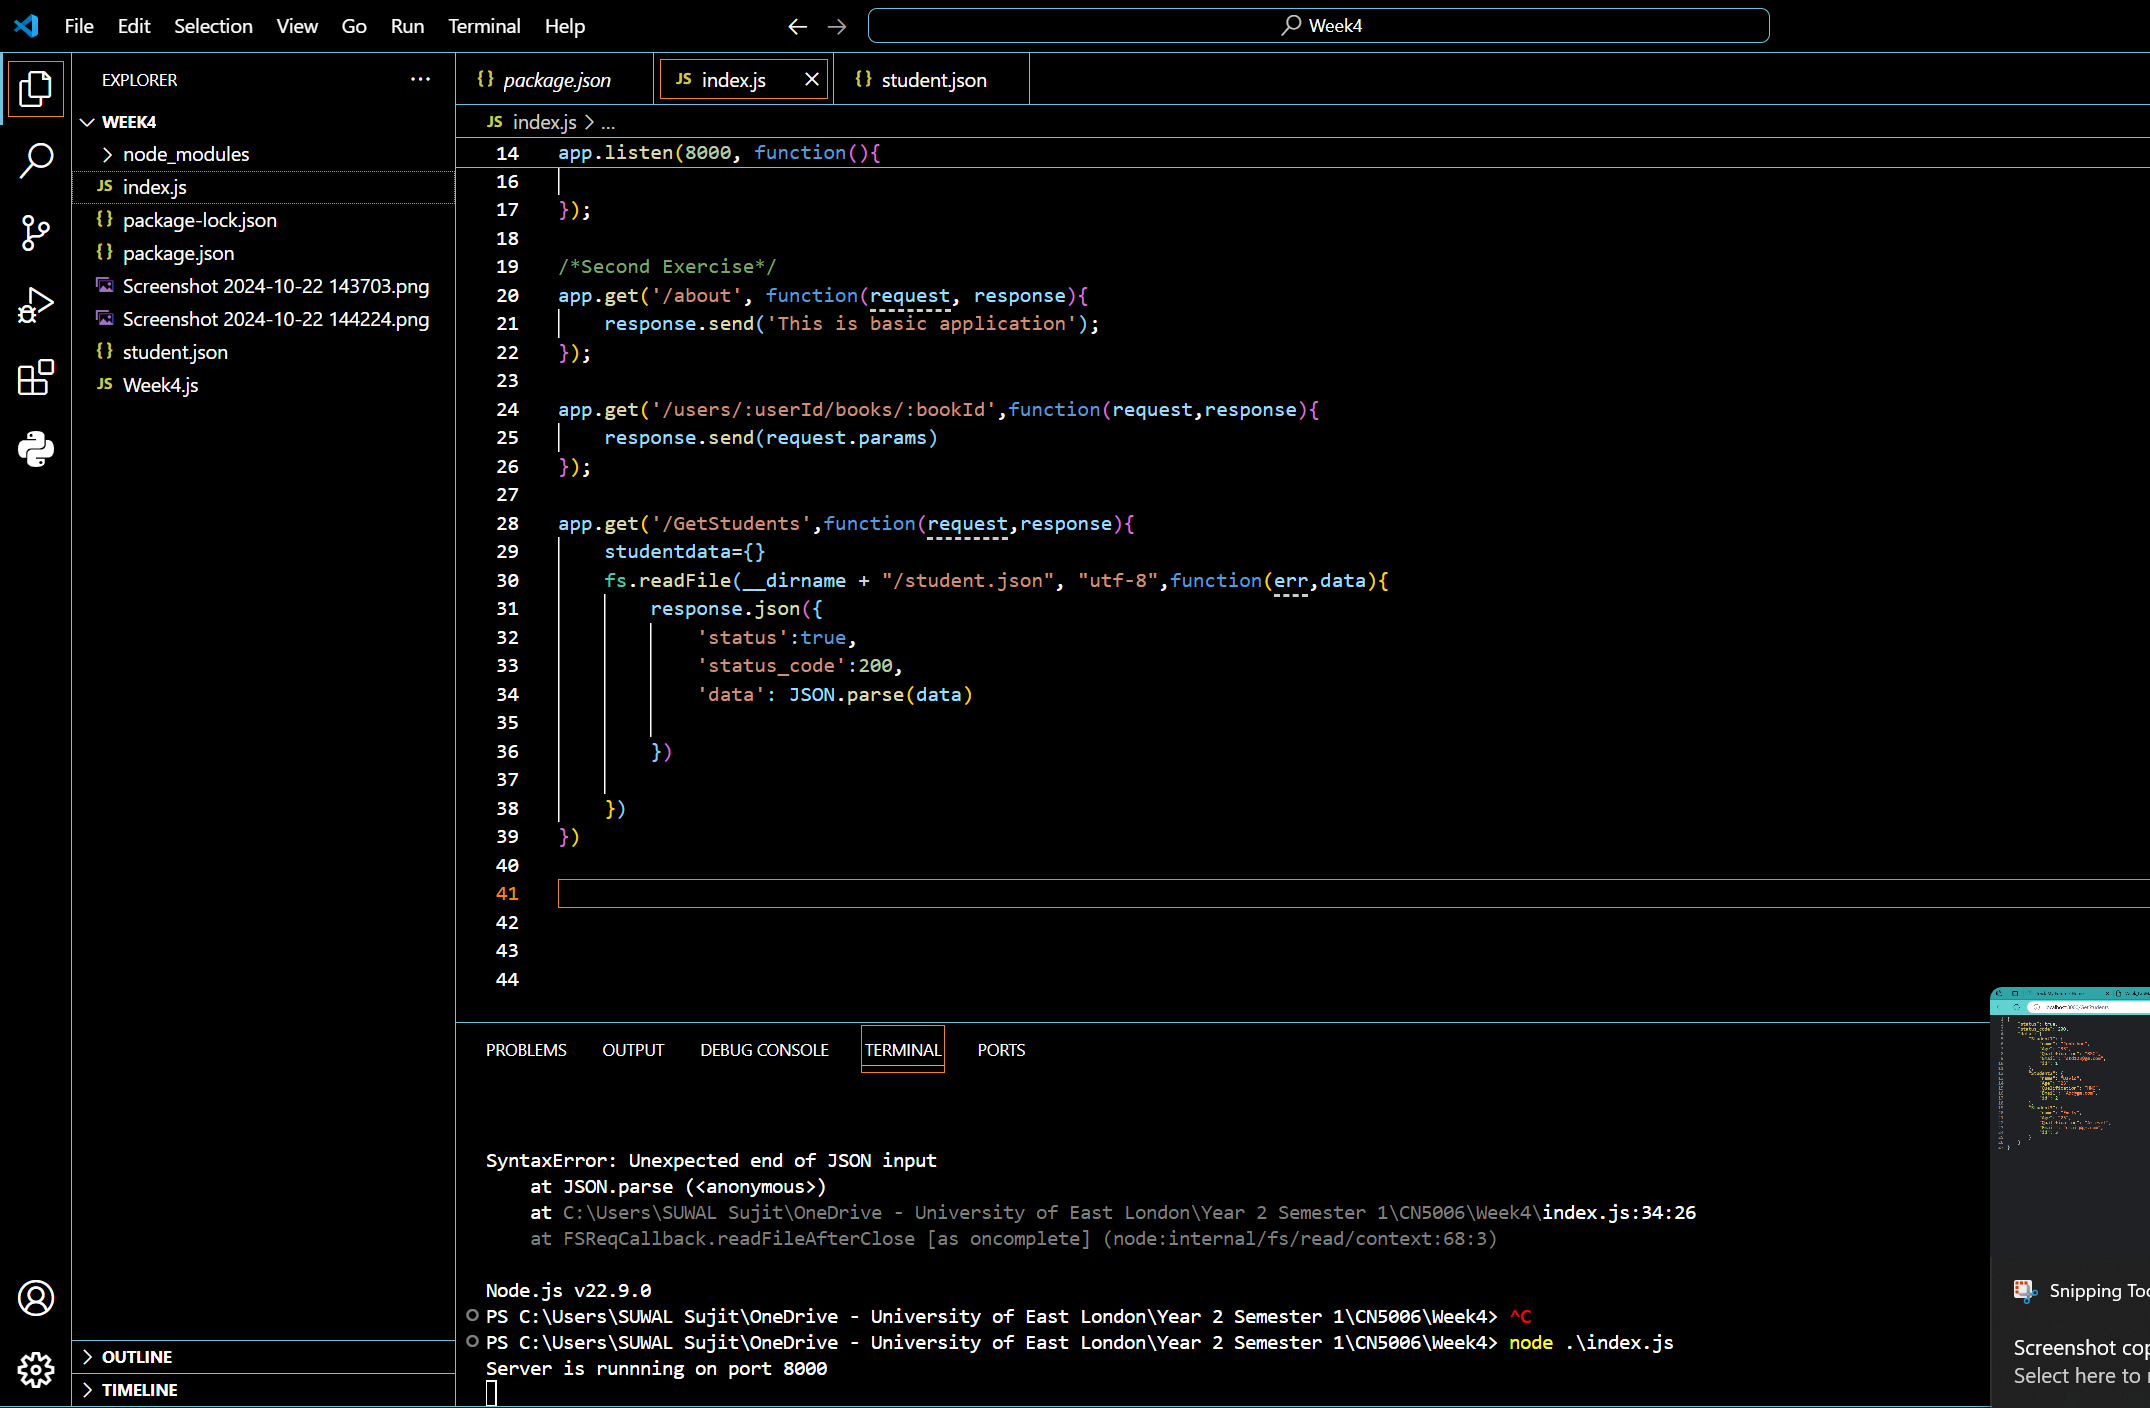 File Edit Selection View Go Run Terminal Help
Week4
EXPLORER
WEEK4
node_modules
JS index.js
{} package-lock.json
{} package.json
Screenshot 2024-10-22 143703.png
Screenshot 2024-10-22 144224.png
{} student.json
JS Week4.js
OUTLINE
TIMELINE
{} package.json JS index.js {} student.json
JS index.js > ...
14 app.listen(8000, function(){
16
17 });
18
19 /*Second Exercise*/
20 app.get('/about', function(request, response){
21 response.send('This is basic application');
22 });
23
24 app.get('/users/:userId/books/:bookId',function(request,response){
25 response.send(request.params)
26 });
27
28 app.get('/GetStudents',function(request,response){
29 studentdata={}
30 fs.readFile(__dirname + "/student.json", "utf-8",function(err,data){
31 response.json({
32 'status':true,
33 'status_code':200,
34 'data': JSON.parse(data)
35
36 })
37
38 })
39 })
40
41
42
43
44
PROBLEMS OUTPUT DEBUG CONSOLE TERMINAL PORTS
SyntaxError: Unexpected end of JSON input
at JSON.parse (<anonymous>)
at C:\Users\SUWAL Sujit\OneDrive - University of East London\Year 2 Semester 1\CN5006\Week4\index.js:34:26
at FSReqCallback.readFileAfterClose [as oncomplete] (node:internal/fs/read/context:68:3)
Node.js v22.9.0
PS C:\Users\SUWAL Sujit\OneDrive - University of East London\Year 2 Semester 1\CN5006\Week4> ^C
PS C:\Users\SUWAL Sujit\OneDrive - University of East London\Year 2 Semester 1\CN5006\Week4> node .\index.js
Server is runnning on port 8000
Snipping Too
Screenshot cop
Select here to